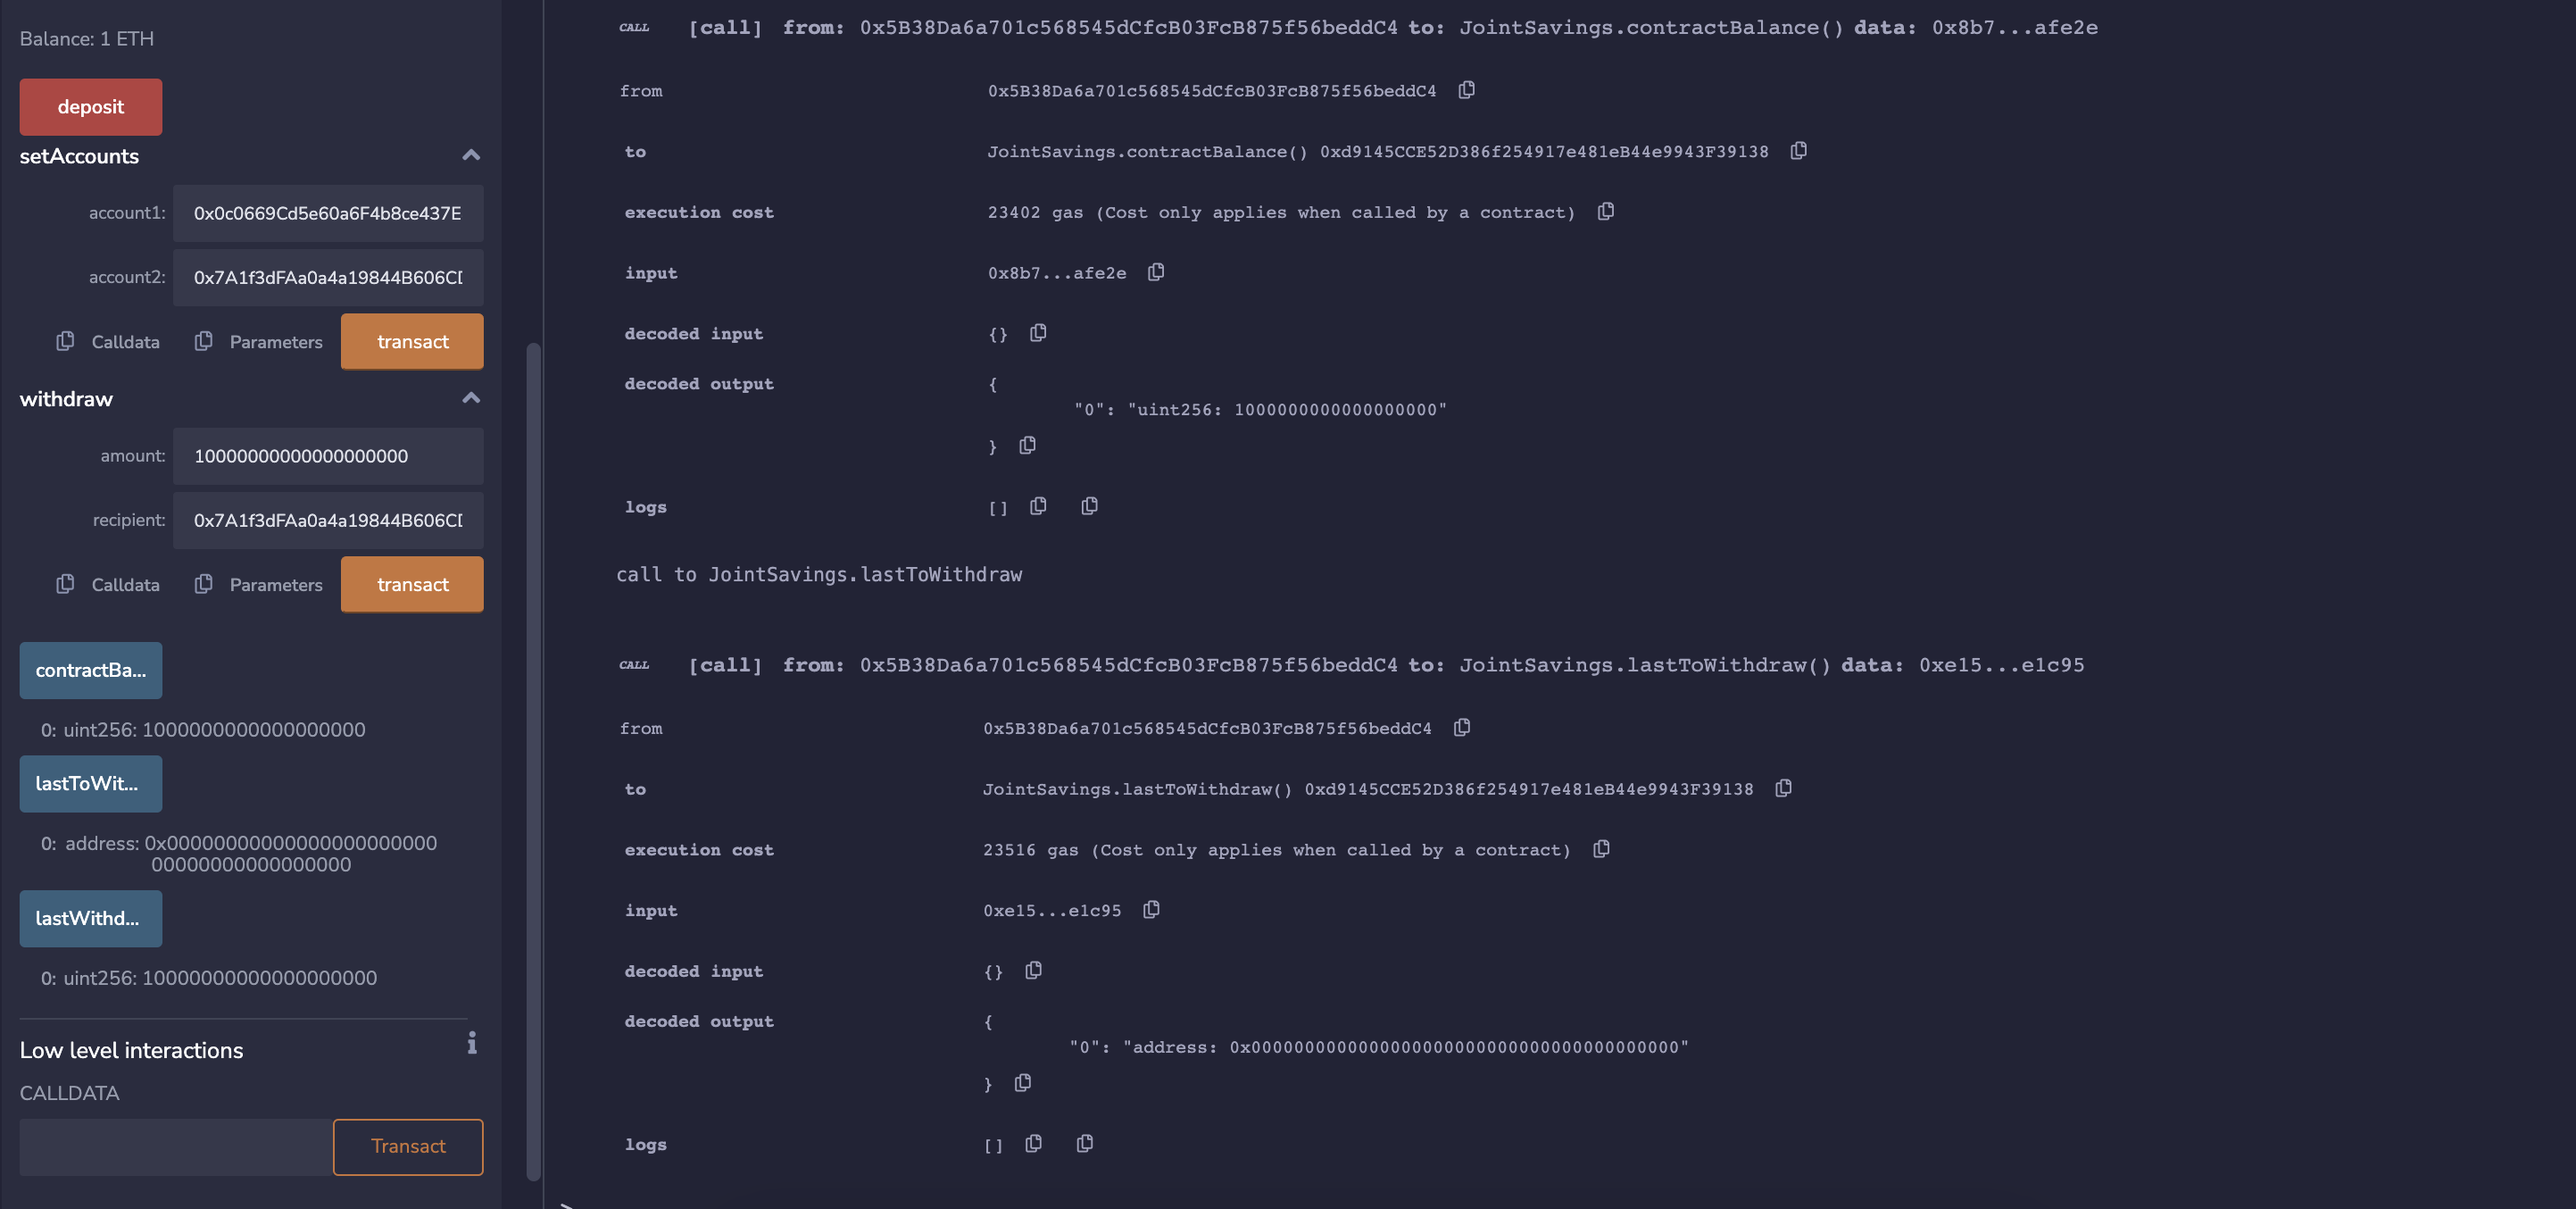 Balance: 1 ETH
deposit
setAccounts
account1: 0x0c0669Cd5e60a6F4b8ce437E
account2: 0x7A1f3dFAa0a4a19844B606CI
Calldata Parameters transact
withdraw
amount: 10000000000000000000
recipient: 0x7A1f3dFAa0a4a19844B606CI
Calldata Parameters transact
contractBa...
0: uint256: 1000000000000000000
lastToWit...
0: address: 0x000000000000000000000000
0000000000000000
lastWithd...
0: uint256: 10000000000000000000
Low level interactions
CALLDATA
Transact
CALL [call] from: 0x5B38Da6a701c568545dCfcB03FcB875f56beddC4 to: JointSavings.contractBalance() data: 0x8b7...afe2e
from 0x5B38Da6a701c568545dCfcB03FcB875f56beddC4
to JointSavings.contractBalance() 0xd9145CCE52D386f254917e481eB44e9943F39138
execution cost 23402 gas (Cost only applies when called by a contract)
input 0x8b7...afe2e
decoded input {}
decoded output {
"0": "uint256: 1000000000000000000"
}
logs []
call to JointSavings.lastToWithdraw
CALL [call] from: 0x5B38Da6a701c568545dCfcB03FcB875f56beddC4 to: JointSavings.lastToWithdraw() data: 0xe15...e1c95
from 0x5B38Da6a701c568545dCfcB03FcB875f56beddC4
to JointSavings.lastToWithdraw() 0xd9145CCE52D386f254917e481eB44e9943F39138
execution cost 23516 gas (Cost only applies when called by a contract)
input 0xe15...e1c95
decoded input {}
decoded output {
"0": "address: 0x0000000000000000000000000000000000000000"
}
logs []